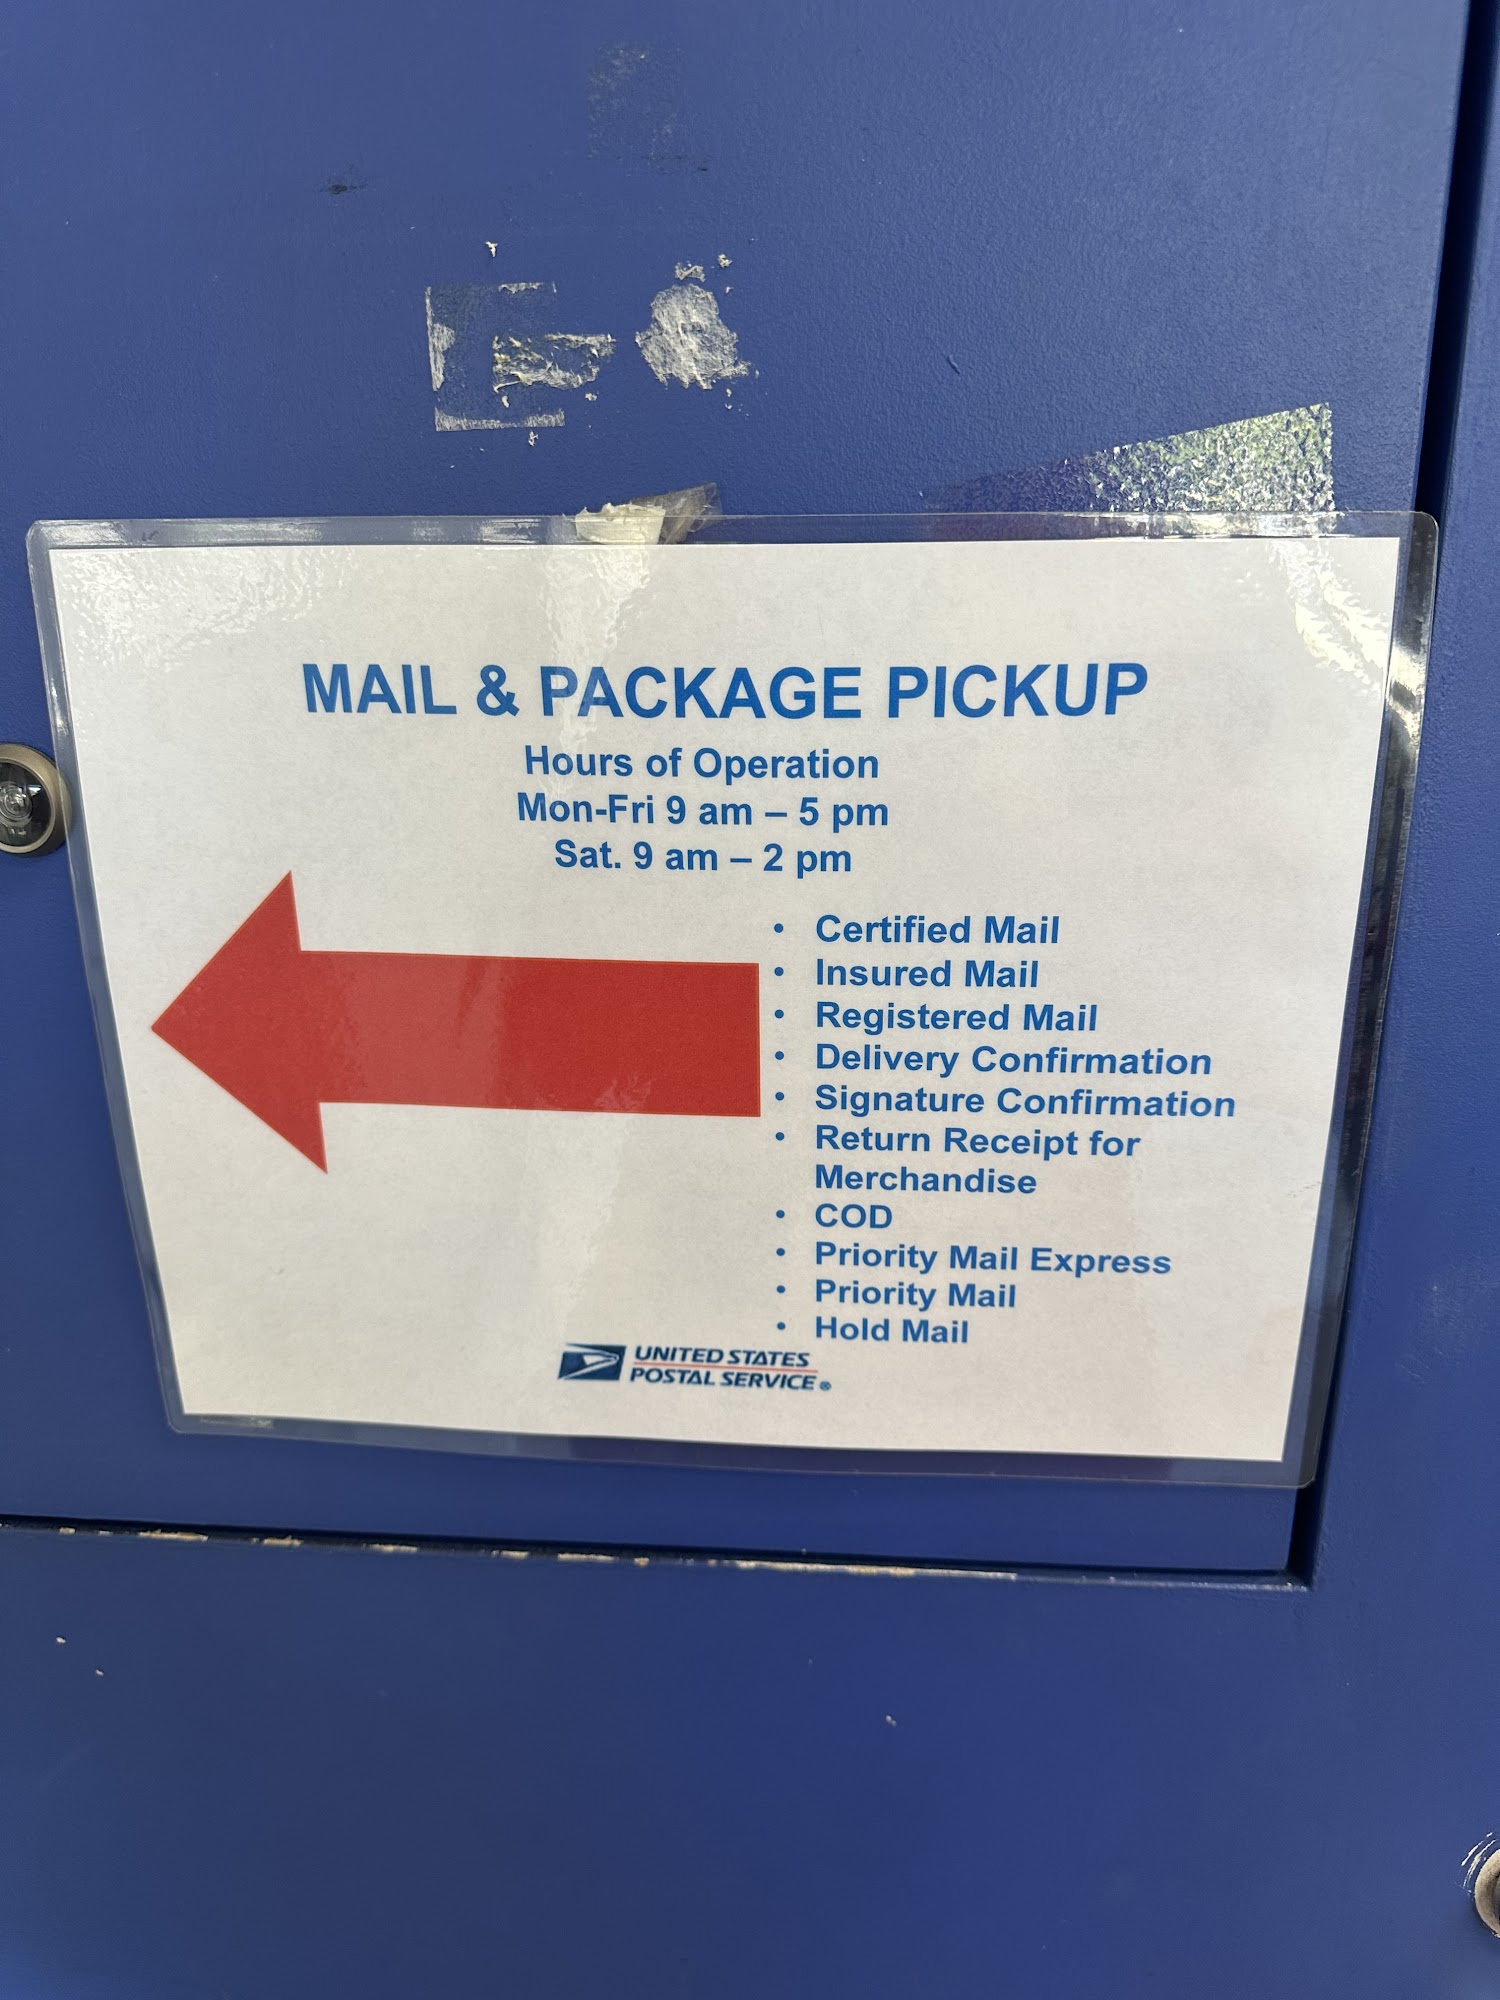 MAIL & PACKAGE PICKUP
Hours of Operation
Mon-Fri 9 am – 5 pm
Sat. 9 am – 2 pm
• Certified Mail
• Insured Mail
• Registered Mail
• Delivery Confirmation
• Signature Confirmation
• Return Receipt for
Merchandise
• COD
• Priority Mail Express
• Priority Mail
• Hold Mail
UNITED STATES
POSTAL SERVICE®